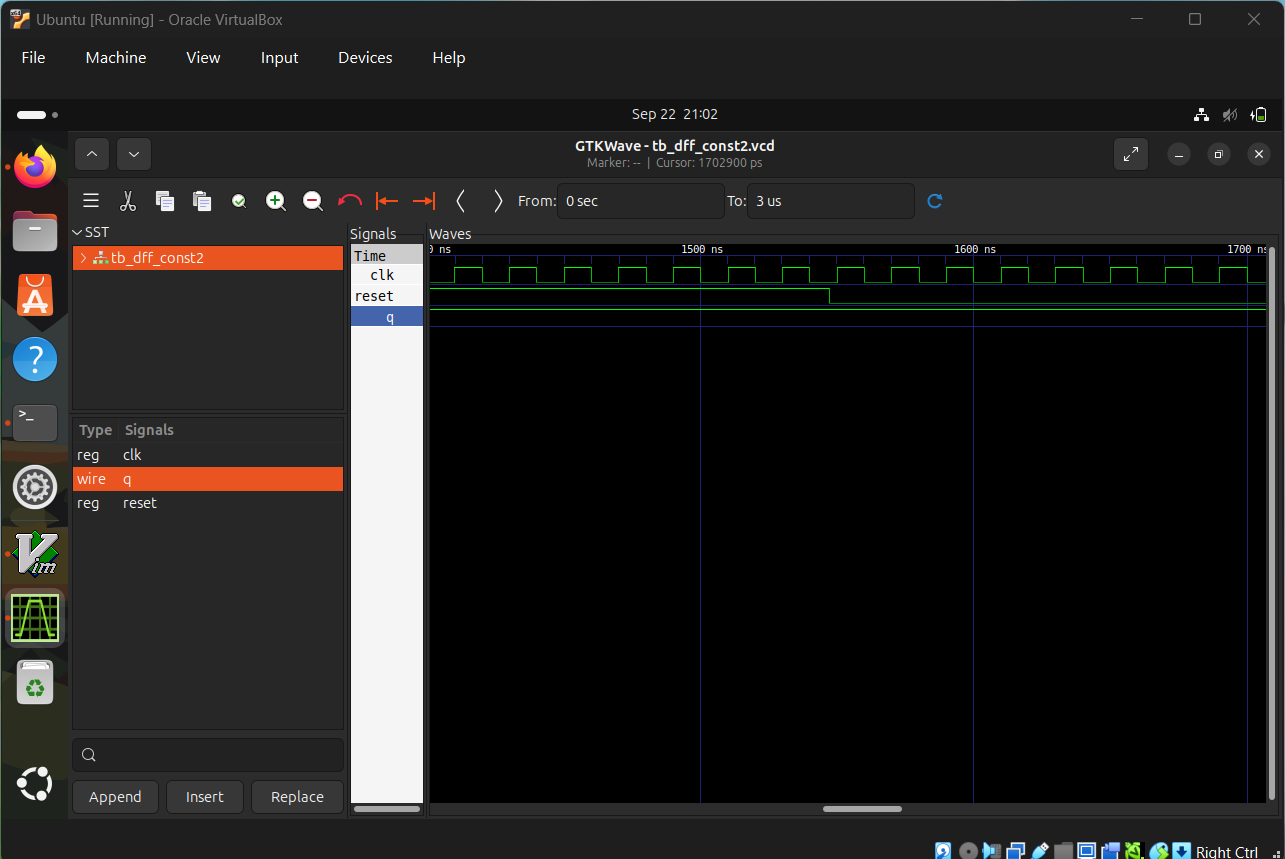 Ubuntu [Running] - Oracle VirtualBox
File Machine View Input Devices Help
Sep 22 21:02
GTKWave - tb_dff_const2.vcd
Marker: -- | Cursor: 1702900 ps
From: 0 sec To: 3 us
SST
tb_dff_const2
Type Signals
reg clk
wire q
reg reset
Append Insert Replace
Signals
Time
clk
reset
q
Waves
0 ns 1500 ns 1600 ns 1700 ns
>_
?
Vim
Right Ctrl